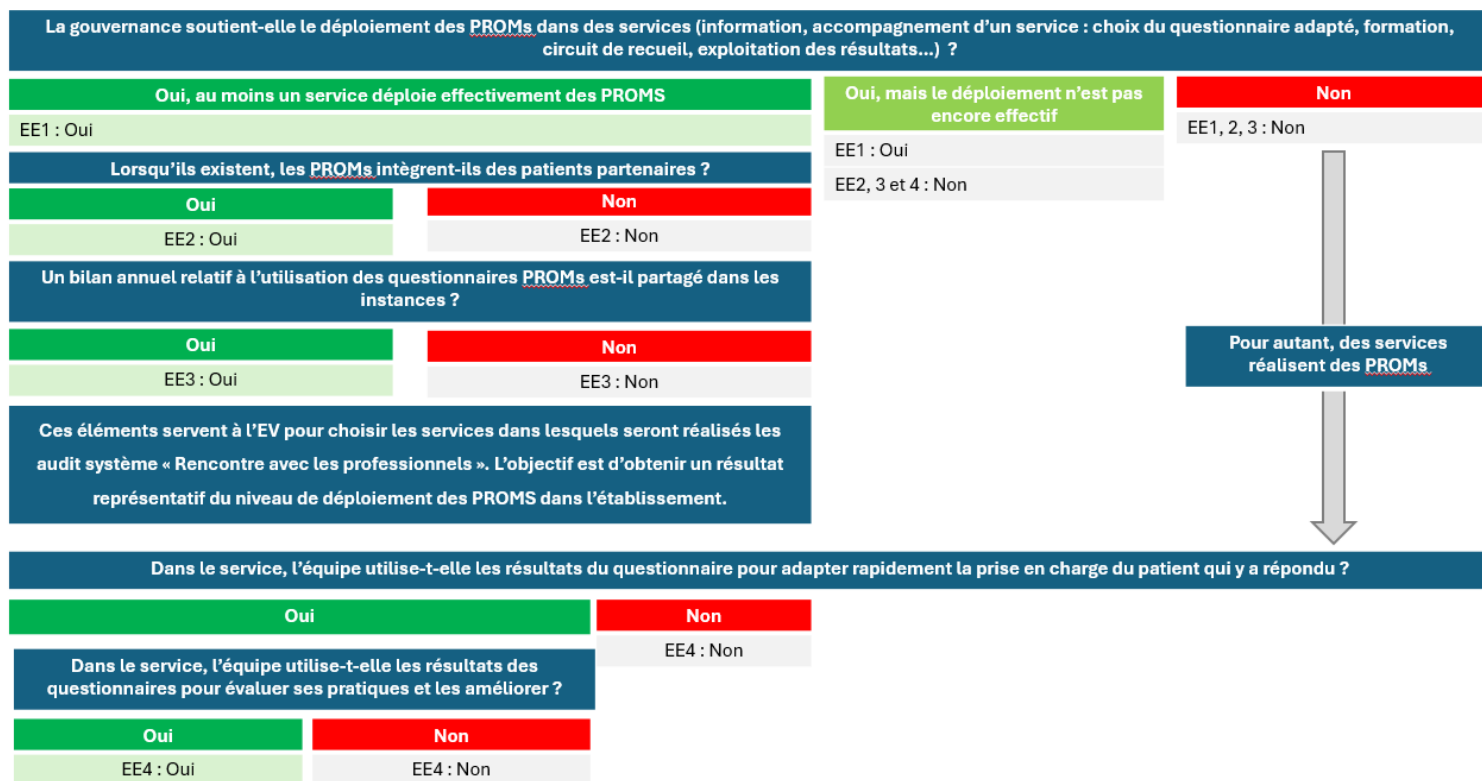 La gouvernance soutient-elle le déploiement des PROMs dans des services (information, accompagnement d'un service : choix du questionnaire adapté, formation,
circuit de recueil, exploitation des résultats…) ?
Oui, au moins un service déploie effectivement des PROMS
EE1 : Oui
Lorsqu'ils existent, les PROMs intègrent-ils des patients partenaires ?
Oui
EE2 : Oui
Non
EE2 : Non
Un bilan annuel relatif à l'utilisation des questionnaires PROMs est-il partagé dans les
instances ?
Oui
EE3 : Oui
Non
EE3 : Non
Ces éléments servent à l'EV pour choisir les services dans lesquels seront réalisés les
audit système « Rencontre avec les professionnels ». L'objectif est d'obtenir un résultat
représentatif du niveau de déploiement des PROMS dans l'établissement.
Oui, mais le déploiement n'est pas
encore effectif
EE1 : Oui
EE2, 3 et 4 : Non
Non
EE1, 2, 3 : Non
Pour autant, des services
réalisent des PROMs
Dans le service, l'équipe utilise-t-elle les résultats du questionnaire pour adapter rapidement la prise en charge du patient qui y a répondu ?
Oui
Non
EE4 : Non
Dans le service, l'équipe utilise-t-elle les résultats des
questionnaires pour évaluer ses pratiques et les améliorer ?
Oui
EE4 : Oui
Non
EE4 : Non